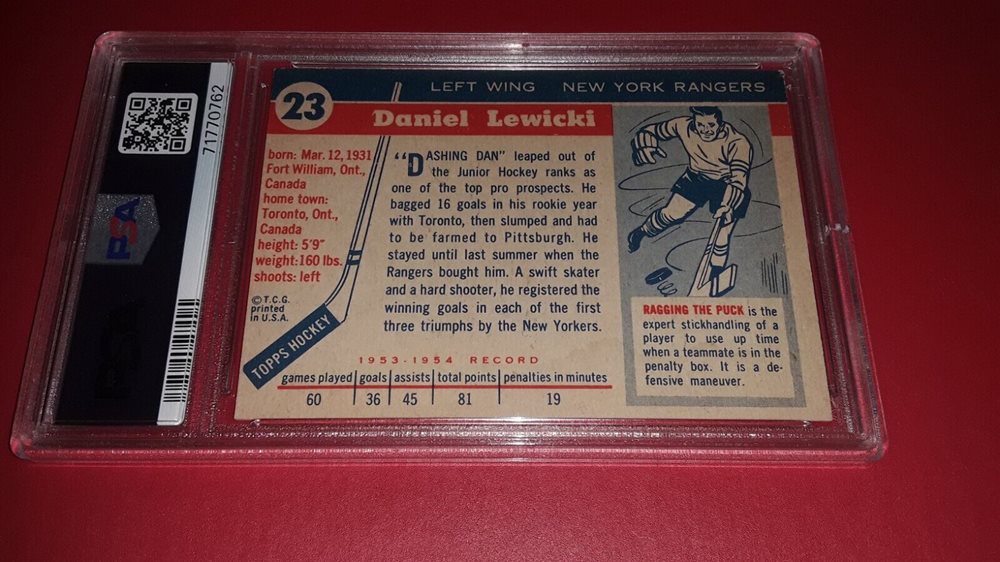 71770762
PSA
23
LEFT WING NEW YORK RANGERS
Daniel Lewicki
born: Mar. 12, 1931
Fort William, Ont.,
Canada
home town:
Toronto, Ont.,
Canada
height: 5'9"
weight: 160 lbs.
shoots: left
© T.C.G.
printed
in U.S.A.
TOPPS HOCKEY
"DASHING DAN" leaped out of
the Junior Hockey ranks as
one of the top pro prospects. He
bagged 16 goals in his rookie year
with Toronto, then slumped and had
to be farmed to Pittsburgh. He
stayed until last summer when the
Rangers bought him. A swift skater
and a hard shooter, he registered the
winning goals in each of the first
three triumphs by the New Yorkers.
RAGGING THE PUCK is the
expert stickhandling of a
player to use up time
when a teammate is in the
penalty box. It is a de-
fensive maneuver.
1953-1954 RECORD
games played goals assists total points penalties in minutes
60 36 45 81 19